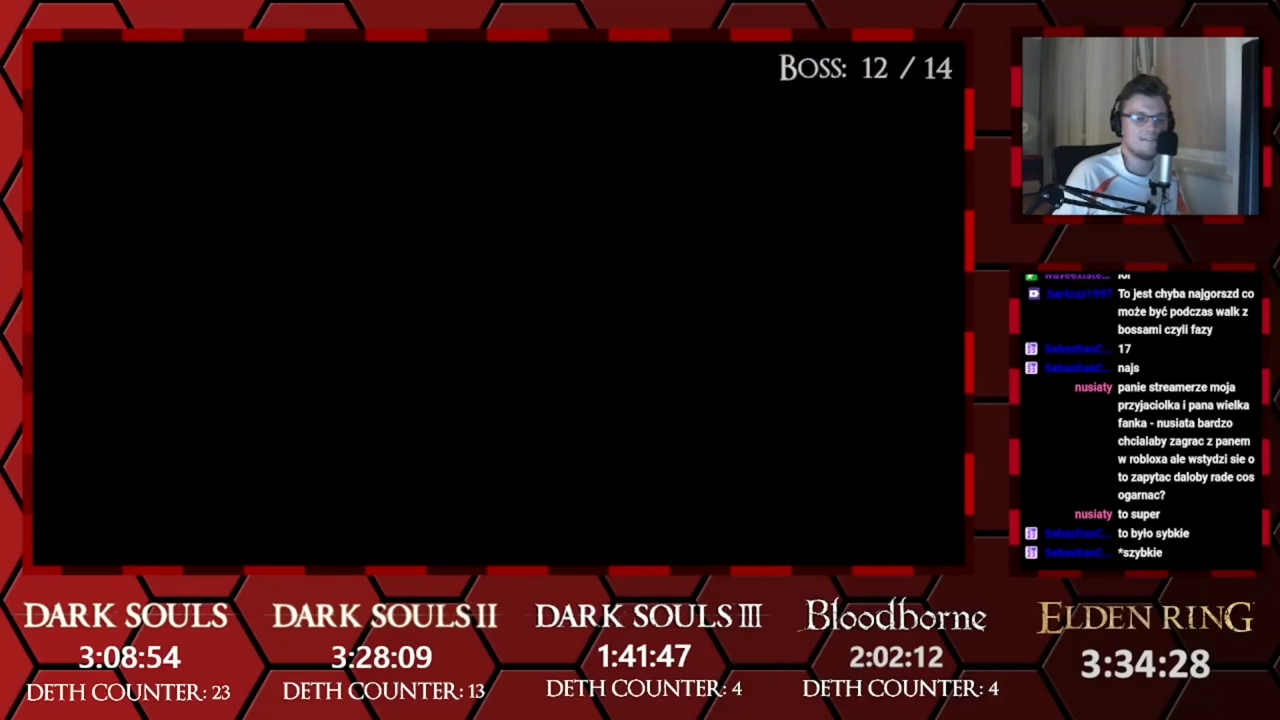 BOSS: 12 / 14
lol
To jest chyba najgorszd co
może być podczas walk z
bossami czyli fazy
17
najs
nusiaty panie streamerze moja
przyjaciolka i pana wielka
fanka - nusiata bardzo
chcialaby zagrac z panem
w robloxa ale wstydzi sie o
to zapytac daloby rade cos
ogarnac?
nusiaty to super
SebastianC... to było sybkie
SebastianC... *szybkie
DARK SOULS
3:08:54
DETH COUNTER: 23
DARK SOULS II
3:28:09
DETH COUNTER: 13
DARK SOULS III
1:41:47
DETH COUNTER: 4
Bloodborne
2:02:12
DETH COUNTER: 4
ELDEN RING
3:34:28